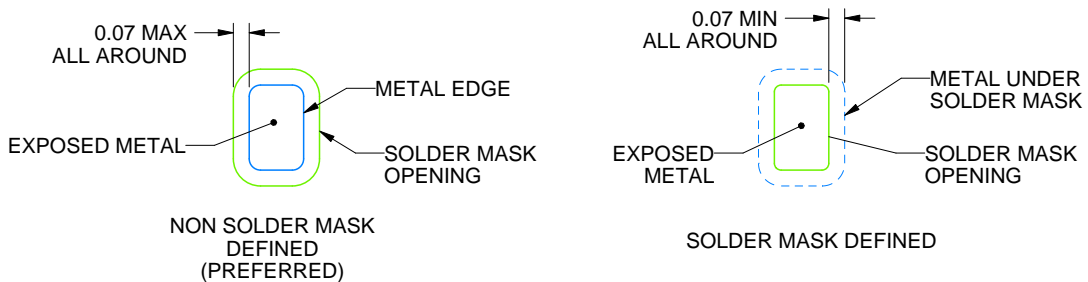 0.07 MAX
ALL AROUND
METAL EDGE
EXPOSED METAL
SOLDER MASK
OPENING
NON SOLDER MASK
DEFINED
(PREFERRED)
0.07 MIN
ALL AROUND
METAL UNDER
SOLDER MASK
EXPOSED
METAL
SOLDER MASK
OPENING
SOLDER MASK DEFINED